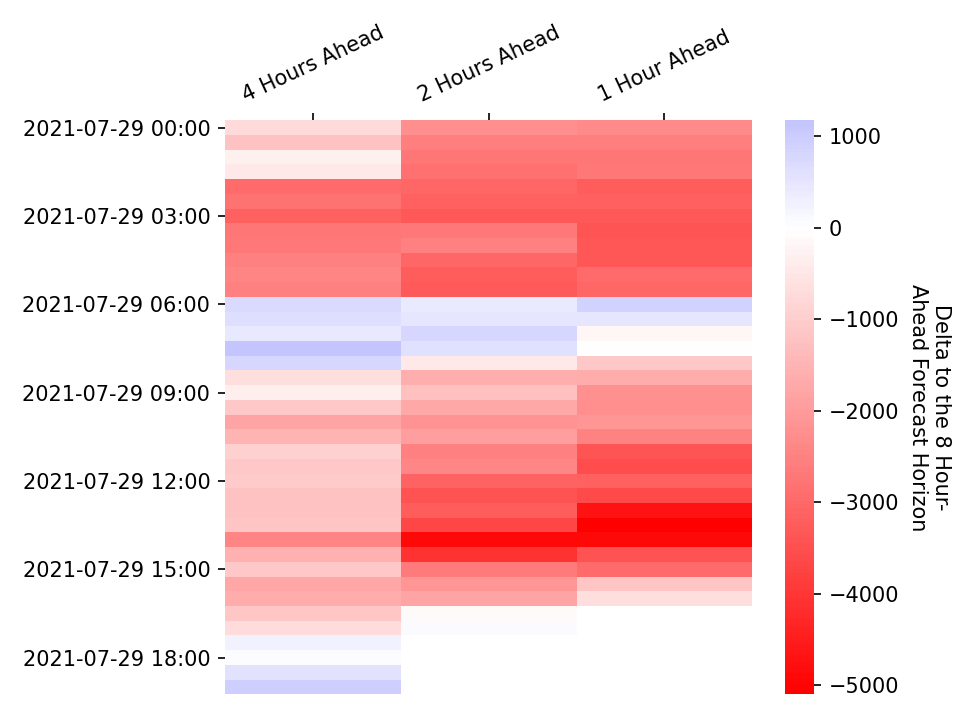 4 Hours Ahead
2 Hours Ahead
1 Hour Ahead
2021-07-29 00:00
2021-07-29 03:00
2021-07-29 06:00
2021-07-29 09:00
2021-07-29 12:00
2021-07-29 15:00
2021-07-29 18:00
1000
0
−1000
−2000
−3000
−4000
−5000
Delta to the 8 Hour-
Ahead Forecast Horizon